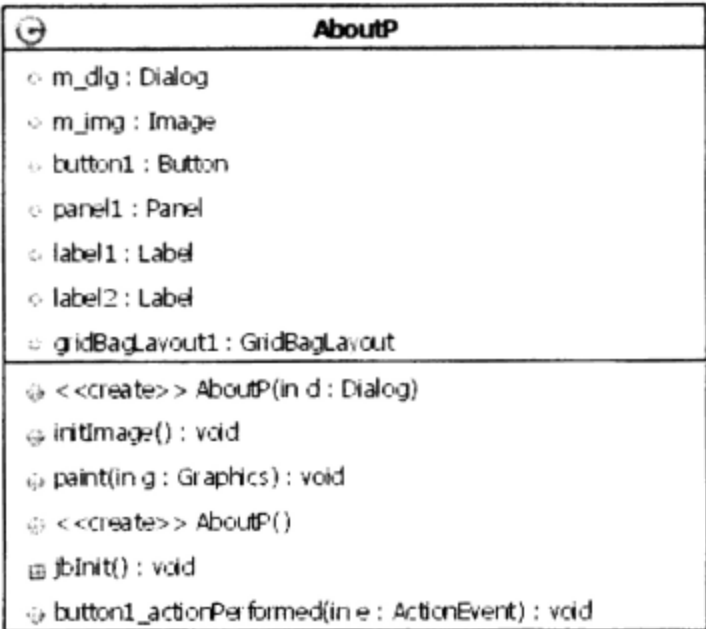 AboutP
m_dlg : Dialog
m_img : Image
button1 : Button
panel1 : Panel
label1 : Label
label2 : Label
gridBagLayout1 : GridBagLayout
<<create>> AboutP(in d : Dialog)
initImage() : void
paint(in g : Graphics) : void
<<create>> AboutP()
jbInit() : void
button1_actionPerformed(in e : ActionEvent) : void